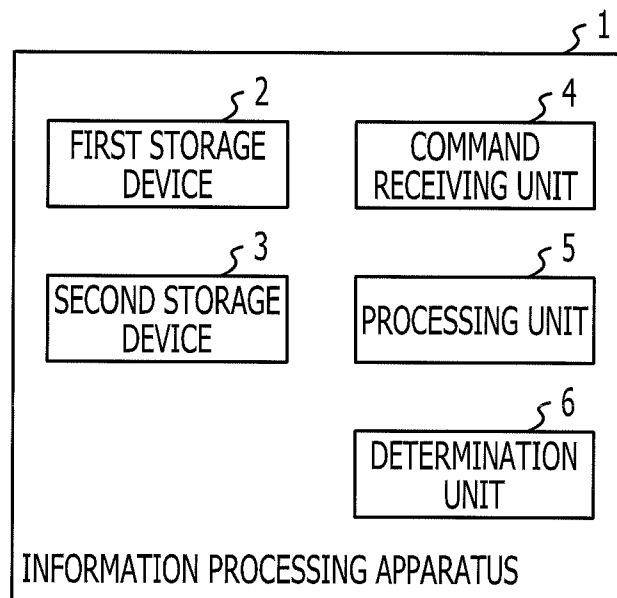 1
2
FIRST STORAGE
DEVICE
4
COMMAND
RECEIVING UNIT
3
SECOND STORAGE
DEVICE
5
PROCESSING UNIT
6
DETERMINATION
UNIT
INFORMATION PROCESSING APPARATUS